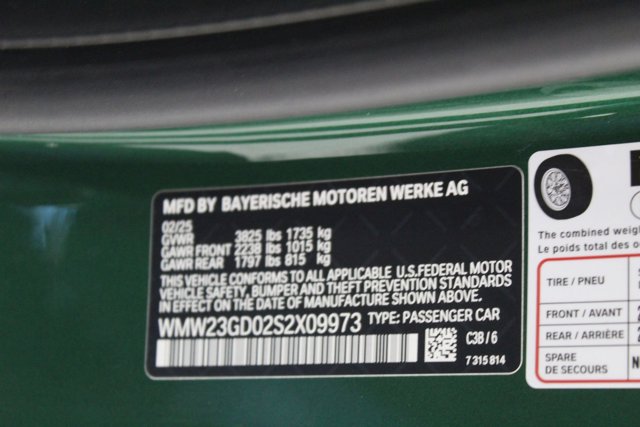 MFD BY BAYERISCHE MOTOREN WERKE AG
02/25
GVWR 3825 lbs 1735 kg
GAWR FRONT 2238 lbs 1015 kg
GAWR REAR 1797 lbs 815 kg
THIS VEHICLE CONFORMS TO ALL APPLICABLE U.S.FEDERAL MOTOR
VEHICLE SAFETY, BUMPER, AND THEFT PREVENTION STANDARDS
IN EFFECT ON THE DATE OF MANUFACTURE SHOWN ABOVE.
WMW23GD02S2X09973 TYPE: PASSENGER CAR
C3B / 6
7 315 814
The combined
Le poids total des
TIRE / PNEU
FRONT / AVANT
REAR / ARRIÈRE
SPARE
DE SECOURS